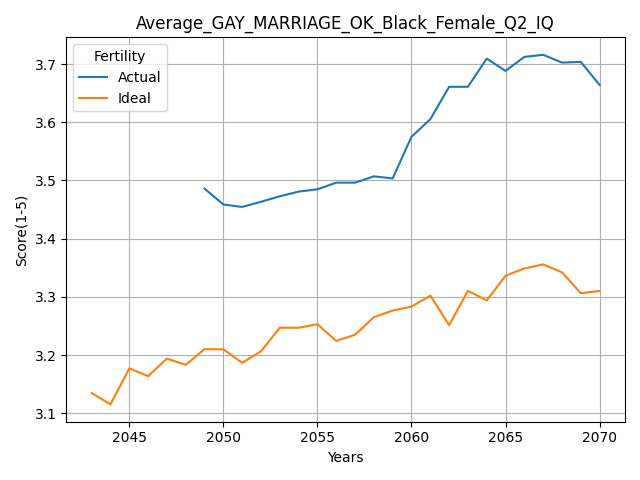 Average_GAY_MARRIAGE_OK_Black_Female_Q2_IQ
Fertility
Actual
Ideal
Score(1-5)
3.7
3.6
3.5
3.4
3.3
3.2
3.1
2045 2050 2055 2060 2065 2070
Years